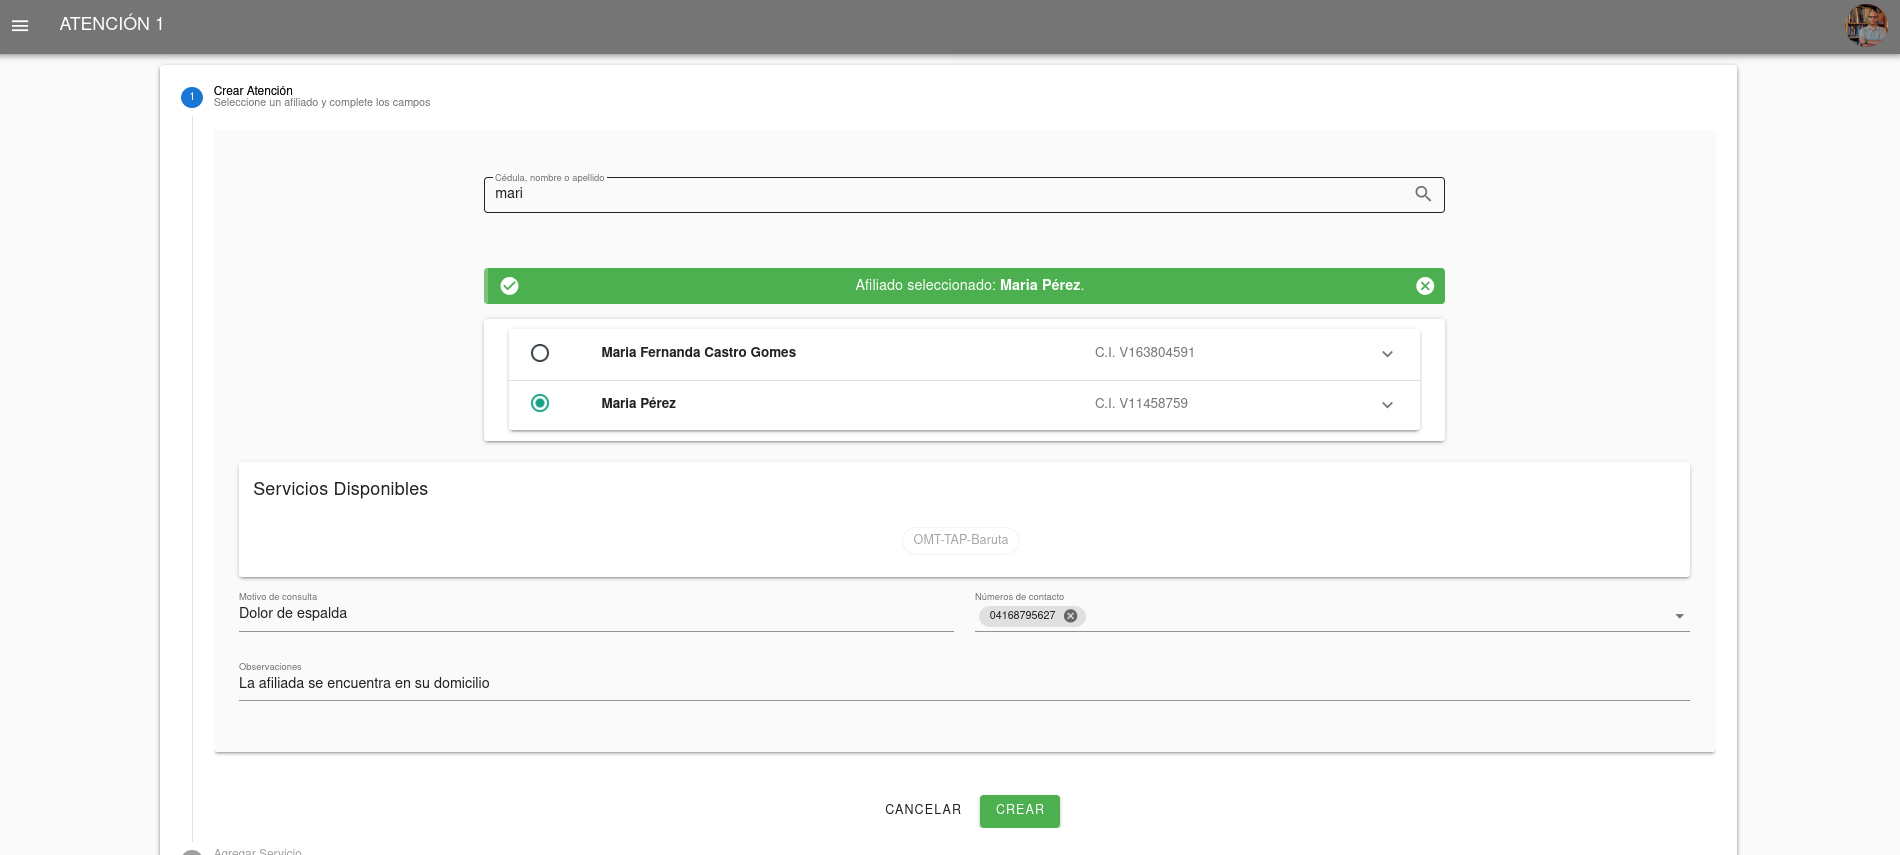 ATENCIÓN 1
1
Crear Atención
Seleccione un afiliado y complete los campos
Cédula, nombre o apellido
mari
Afiliado seleccionado: Maria Pérez.
Maria Fernanda Castro Gomes C.I. V163804591
Maria Pérez C.I. V11458759
Servicios Disponibles
OMT-TAP-Baruta
Motivo de consulta
Dolor de espalda
Números de contacto
04168795627
Observaciones
La afiliada se encuentra en su domicilio
CANCELAR CREAR
Agregar Servicio